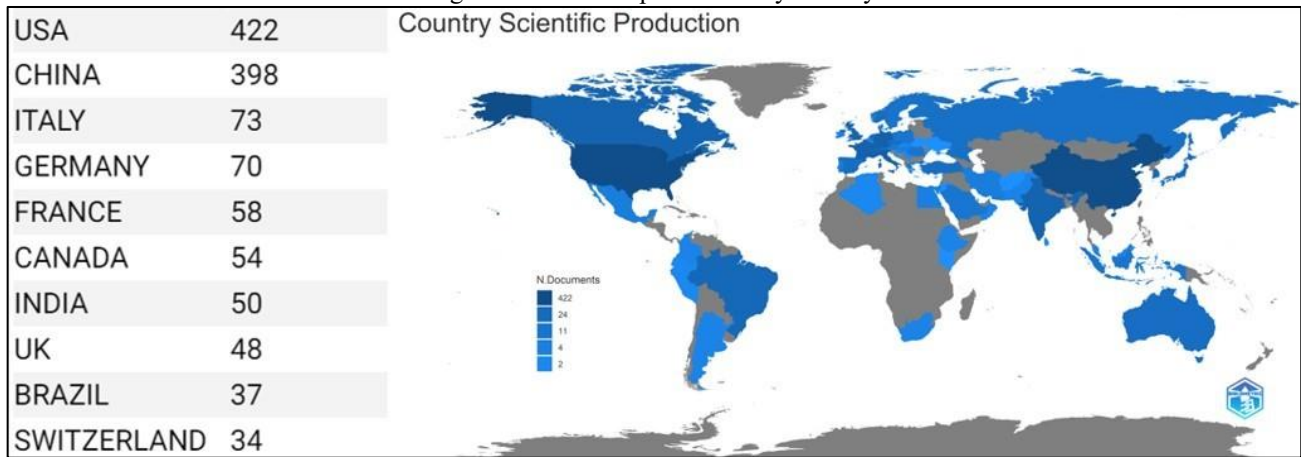 USA 422
CHINA 398
ITALY 73
GERMANY 70
FRANCE 58
CANADA 54
INDIA 50
UK 48
BRAZIL 37
SWITZERLAND 34
Country Scientific Production
N.Documents
422
24
11
4
2